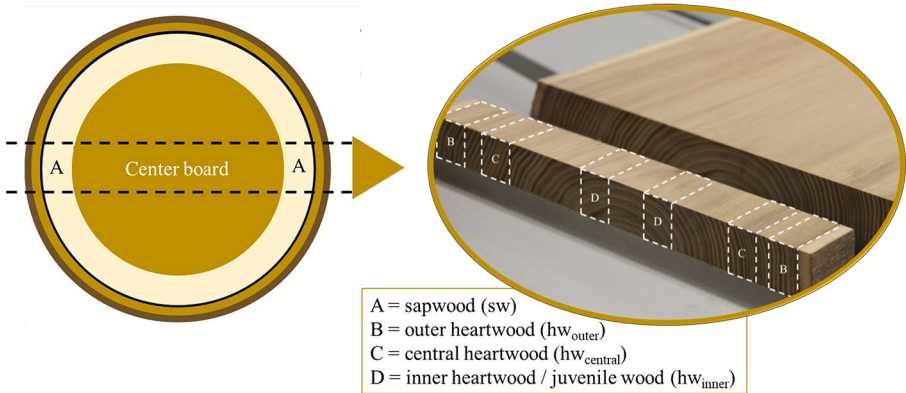 A
Center board
A
B
C
D
D
C
B
A = sapwood (sw)
B = outer heartwood (hwouter)
C = central heartwood (hwcentral)
D = inner heartwood / juvenile wood (hwinner)